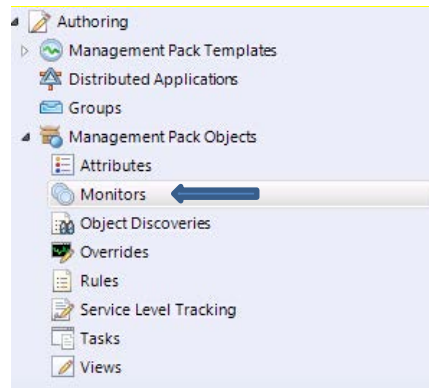 Authoring
Management Pack Templates
Distributed Applications
Groups
Management Pack Objects
Attributes
Monitors
Object Discoveries
Overrides
Rules
Service Level Tracking
Tasks
Views